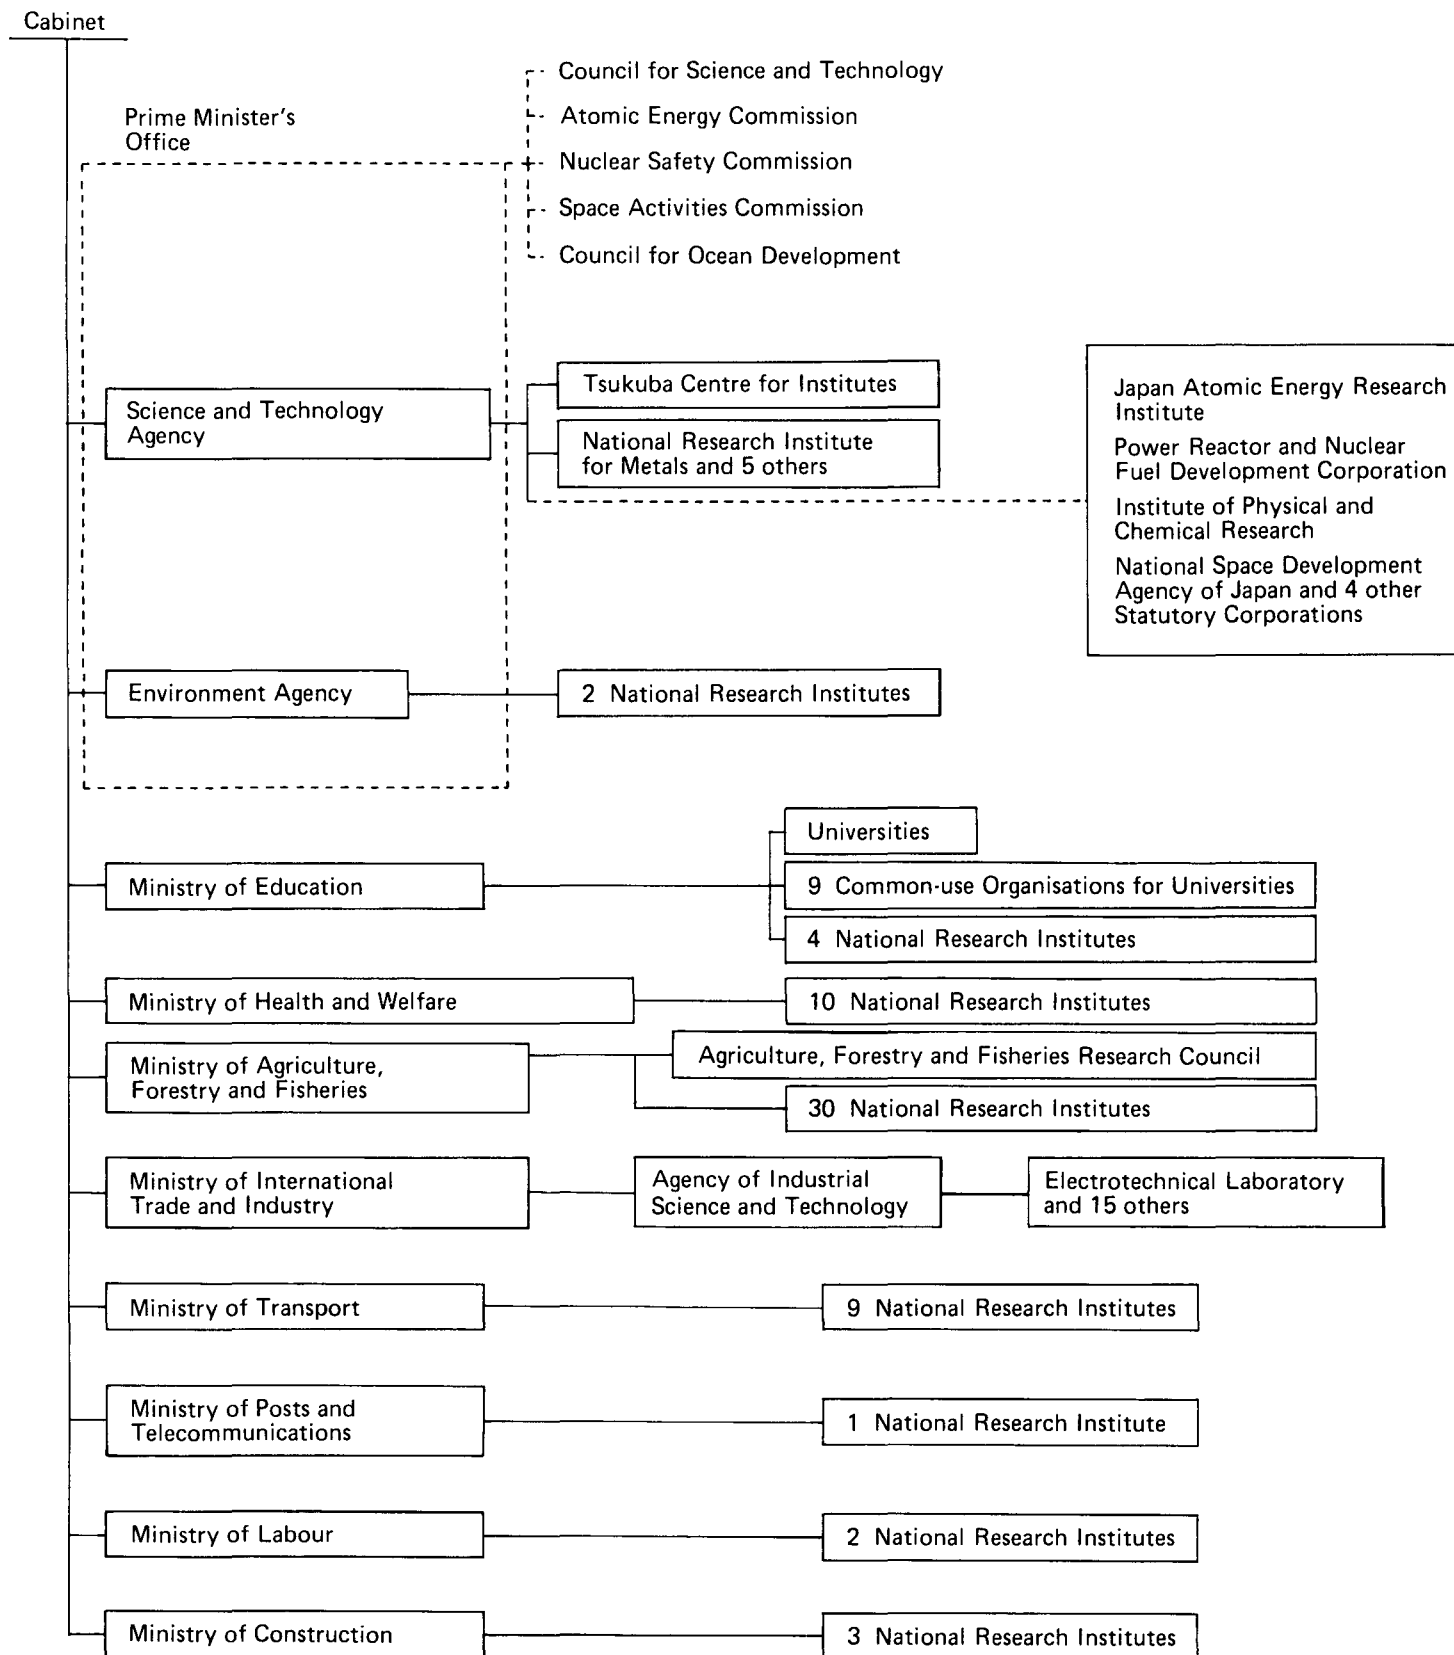 Cabinet
Prime Minister's
Office
Council for Science and Technology
Atomic Energy Commission
Nuclear Safety Commission
Space Activities Commission
Council for Ocean Development
Science and Technology
Agency
Tsukuba Centre for Institutes
National Research Institute
for Metals and 5 others
Japan Atomic Energy Research
Institute
Power Reactor and Nuclear
Fuel Development Corporation
Institute of Physical and
Chemical Research
National Space Development
Agency of Japan and 4 other
Statutory Corporations
Environment Agency
2 National Research Institutes
Ministry of Education
Universities
9 Common-use Organisations for Universities
4 National Research Institutes
Ministry of Health and Welfare
10 National Research Institutes
Ministry of Agriculture,
Forestry and Fisheries
Agriculture, Forestry and Fisheries Research Council
30 National Research Institutes
Ministry of International
Trade and Industry
Agency of Industrial
Science and Technology
Electrotechnical Laboratory
and 15 others
Ministry of Transport
9 National Research Institutes
Ministry of Posts and
Telecommunications
1 National Research Institute
Ministry of Labour
2 National Research Institutes
Ministry of Construction
3 National Research Institutes